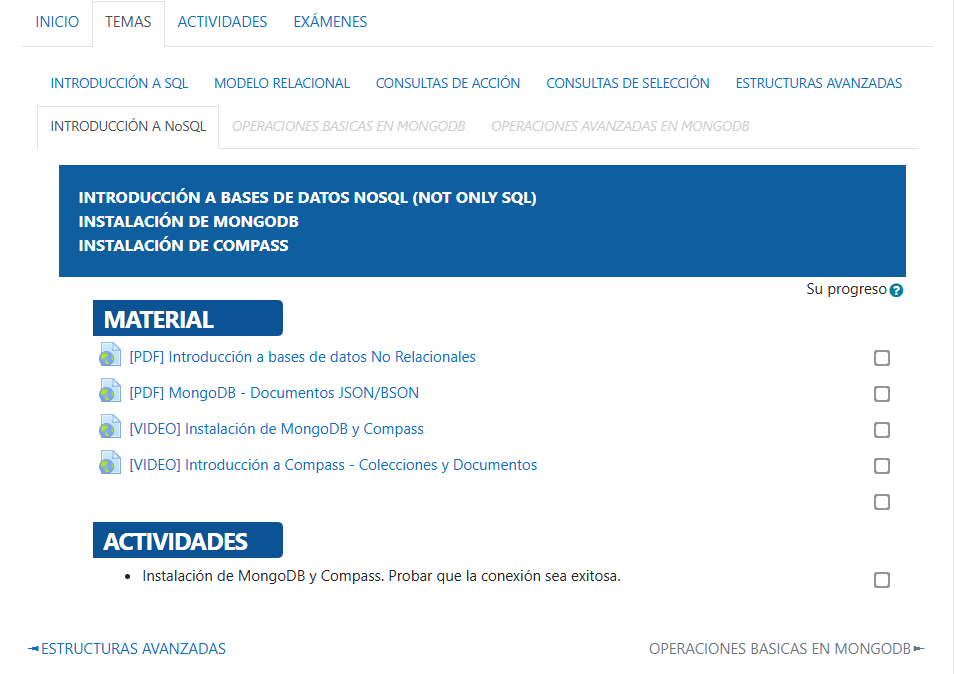 INICIO TEMAS ACTIVIDADES EXÁMENES
INTRODUCCIÓN A SQL MODELO RELACIONAL CONSULTAS DE ACCIÓN CONSULTAS DE SELECCIÓN ESTRUCTURAS AVANZADAS
INTRODUCCIÓN A NoSQL OPERACIONES BASICAS EN MONGODB OPERACIONES AVANZADAS EN MONGODB
INTRODUCCIÓN A BASES DE DATOS NOSQL (NOT ONLY SQL)
INSTALACIÓN DE MONGODB
INSTALACIÓN DE COMPASS
Su progreso ?
MATERIAL
[PDF] Introducción a bases de datos No Relacionales
[PDF] MongoDB - Documentos JSON/BSON
[VIDEO] Instalación de MongoDB y Compass
[VIDEO] Introducción a Compass - Colecciones y Documentos
ACTIVIDADES
• Instalación de MongoDB y Compass. Probar que la conexión sea exitosa.
◄ESTRUCTURAS AVANZADAS OPERACIONES BASICAS EN MONGODB►